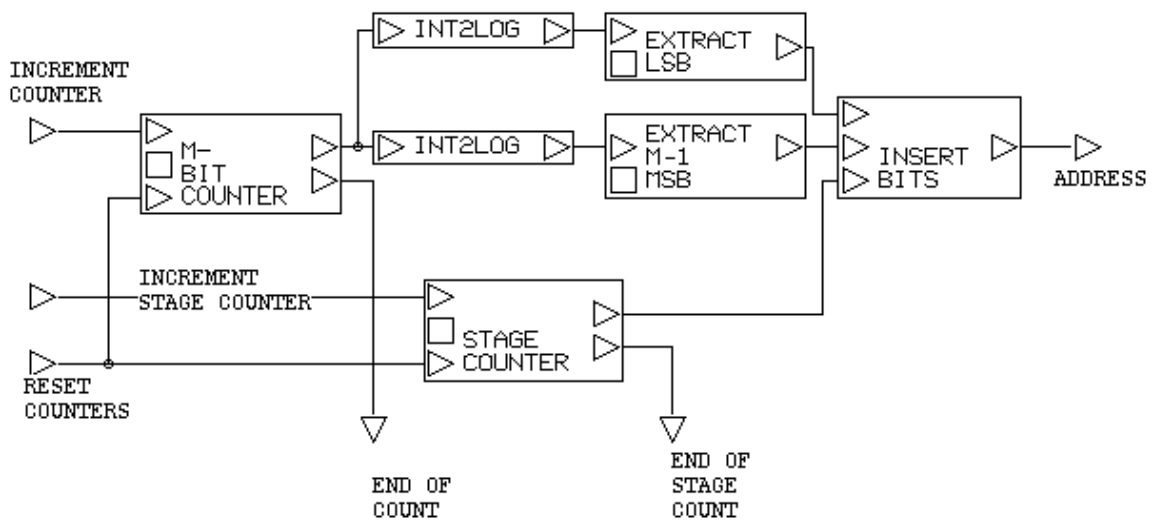 INT2LOG
EXTRACT
LSB
INCREMENT
COUNTER
M-
BIT
COUNTER
INT2LOG
EXTRACT
M-1
MSB
INSERT
BITS
ADDRESS
INCREMENT
STAGE COUNTER
STAGE
COUNTER
RESET
COUNTERS
END OF
COUNT
END OF
STAGE
COUNT